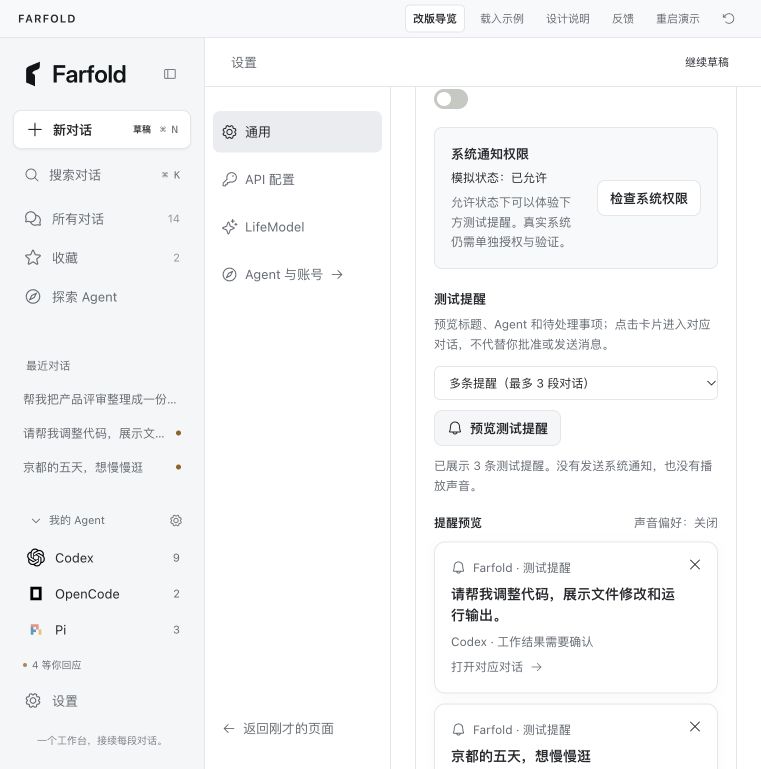 FARFOLD
改版导览
载入示例
设计说明
反馈
重启演示
Farfold
新对话
草稿 ⌘ N
搜索对话
⌘ K
所有对话
14
收藏
2
探索 Agent
最近对话
帮我把产品评审整理成一份...
请帮我调整代码，展示文...
京都的五天，想慢慢逛
我的 Agent
Codex
9
OpenCode
2
Pi
3
4 等你回应
设置
一个工作台，接续每段对话。
设置
继续草稿
通用
API 配置
LifeModel
Agent 与账号 →
← 返回刚才的页面
系统通知权限
模拟状态：已允许
允许状态下可以体验下
方测试提醒。真实系统
仍需单独授权与验证。
检查系统权限
测试提醒
预览标题、Agent 和待处理事项；点击卡片进入对应
对话，不代替你批准或发送消息。
多条提醒（最多 3 段对话）
预览测试提醒
已展示 3 条测试提醒。没有发送系统通知，也没有播
放声音。
提醒预览
声音偏好：关闭
Farfold · 测试提醒
请帮我调整代码，展示文件修改和运
行输出。
Codex · 工作结果需要确认
打开对应对话 →
Farfold · 测试提醒
京都的五天，想慢慢逛